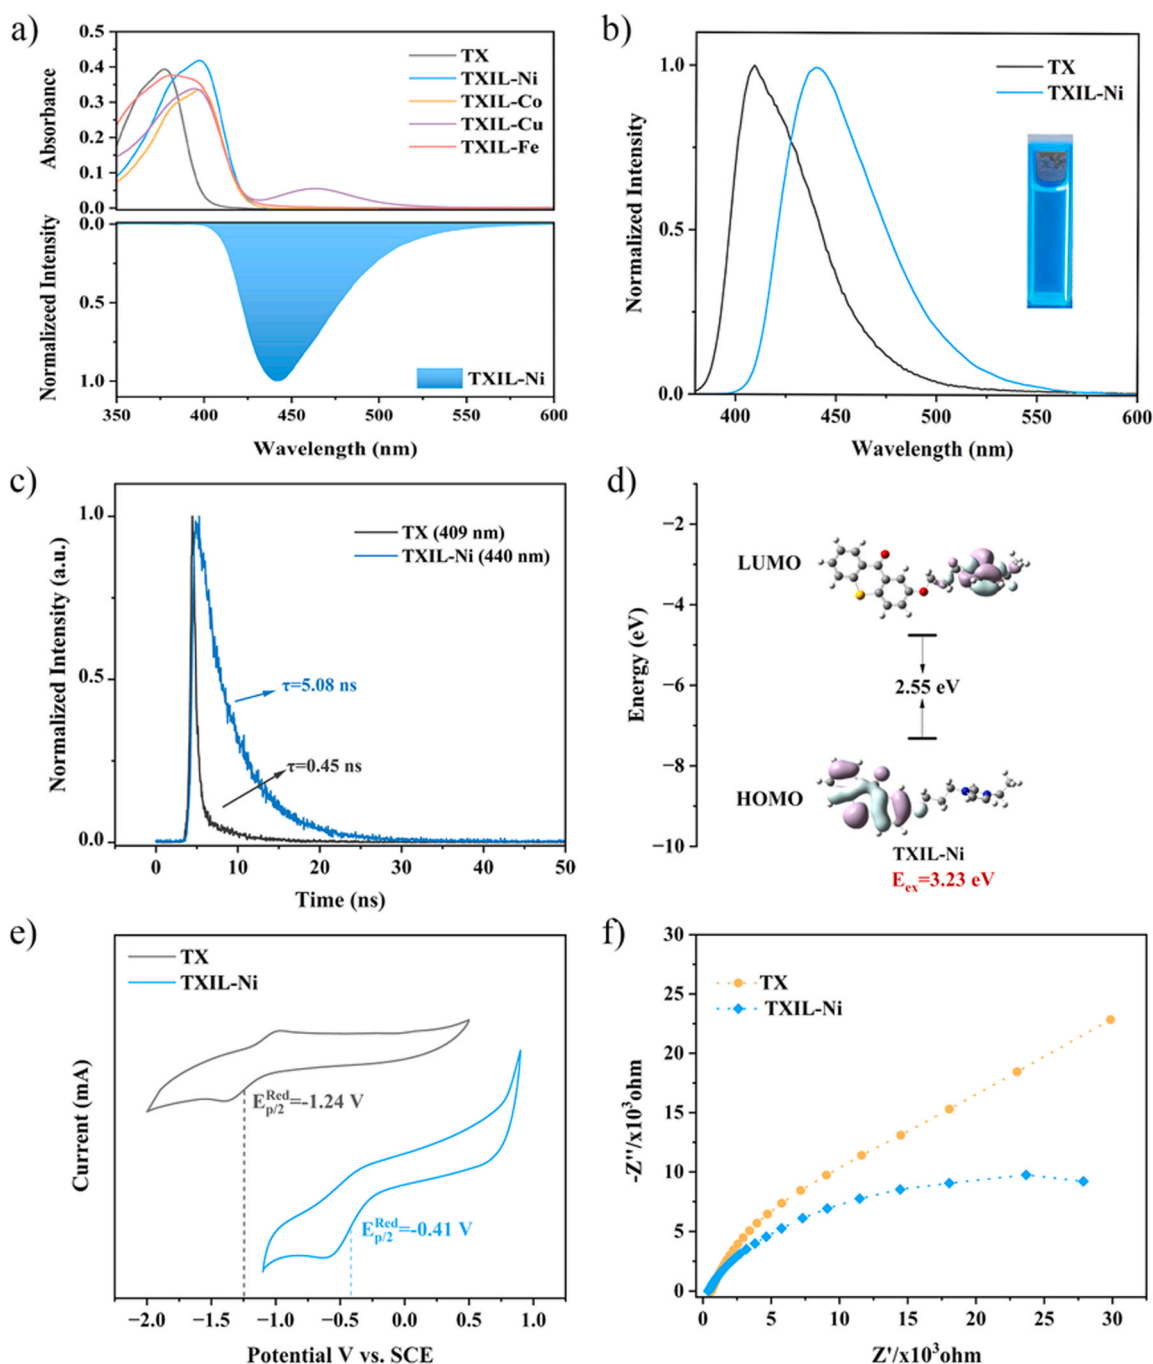 a)
0.5
0.4
0.3
0.2
0.1
0.0
Absorbance
TX
TXIL-Ni
TXIL-Co
TXIL-Cu
TXIL-Fe
0.0
0.5
1.0
Normalized Intensity
TXIL-Ni
350 400 450 500 550 600
Wavelength (nm)
b)
1.0
0.5
0.0
Normalized Intensity
TX
TXIL-Ni
400 450 500 550 600
Wavelength (nm)
c)
1.0
0.5
0.0
Normalized Intensity (a.u.)
TX (409 nm)
TXIL-Ni (440 nm)
τ=5.08 ns
τ=0.45 ns
0 10 20 30 40 50
Time (ns)
d)
−2
−4
−6
−8
−10
Energy (eV)
LUMO
2.55 eV
HOMO
TXIL-Ni
Eex=3.23 eV
e)
TX
TXIL-Ni
Current (mA)
E Red p/2=-1.24 V
E Red p/2=-0.41 V
−2.0 −1.5 −1.0 −0.5 0.0 0.5 1.0
Potential V vs. SCE
f)
30
25
20
15
10
5
0
-Z''/x10³ohm
TX
TXIL-Ni
0 5 10 15 20 25 30
Z'/x10³ohm